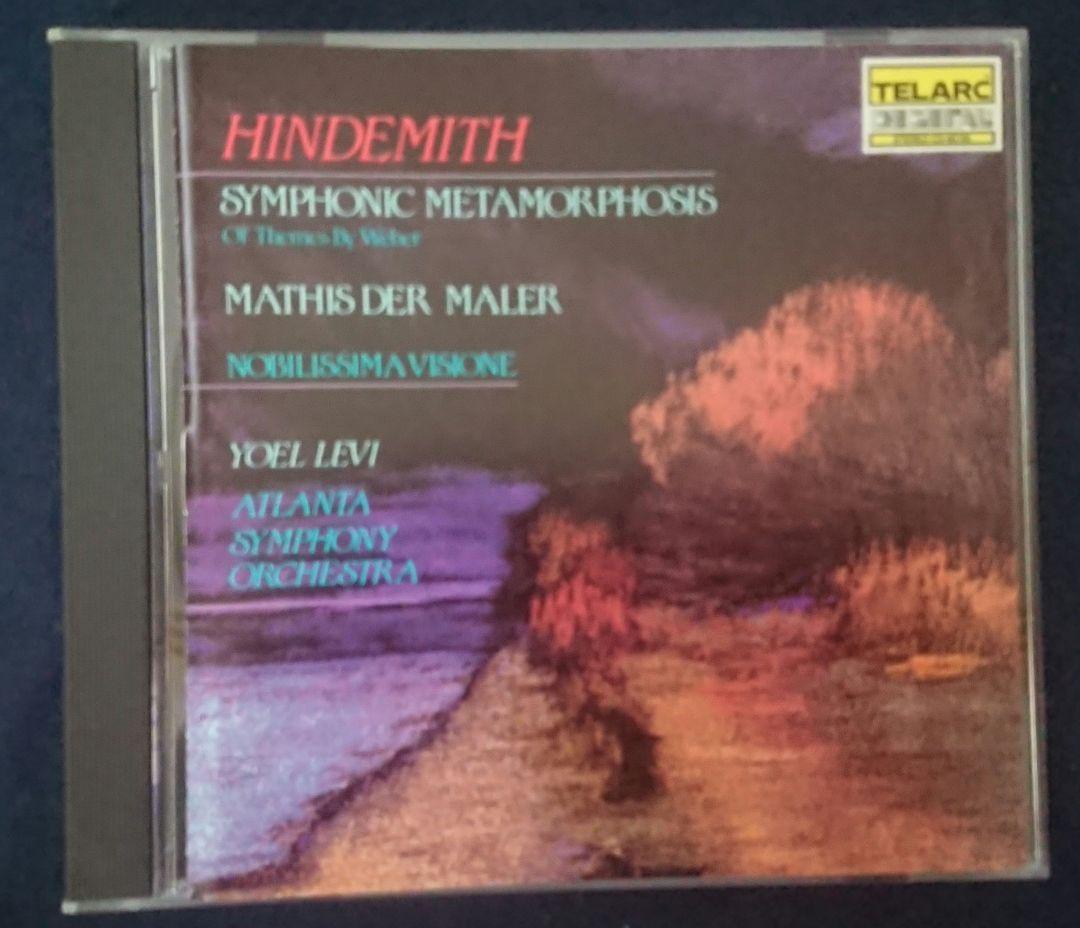 HINDEMITH
SYMPHONIC METAMORPHOSIS
Of Themes By Weber
MATHIS DER MALER
NOBILISSIMA VISIONE
YOEL LEVI
ATLANTA
SYMPHONY
ORCHESTRA
TELARC
DIGITAL